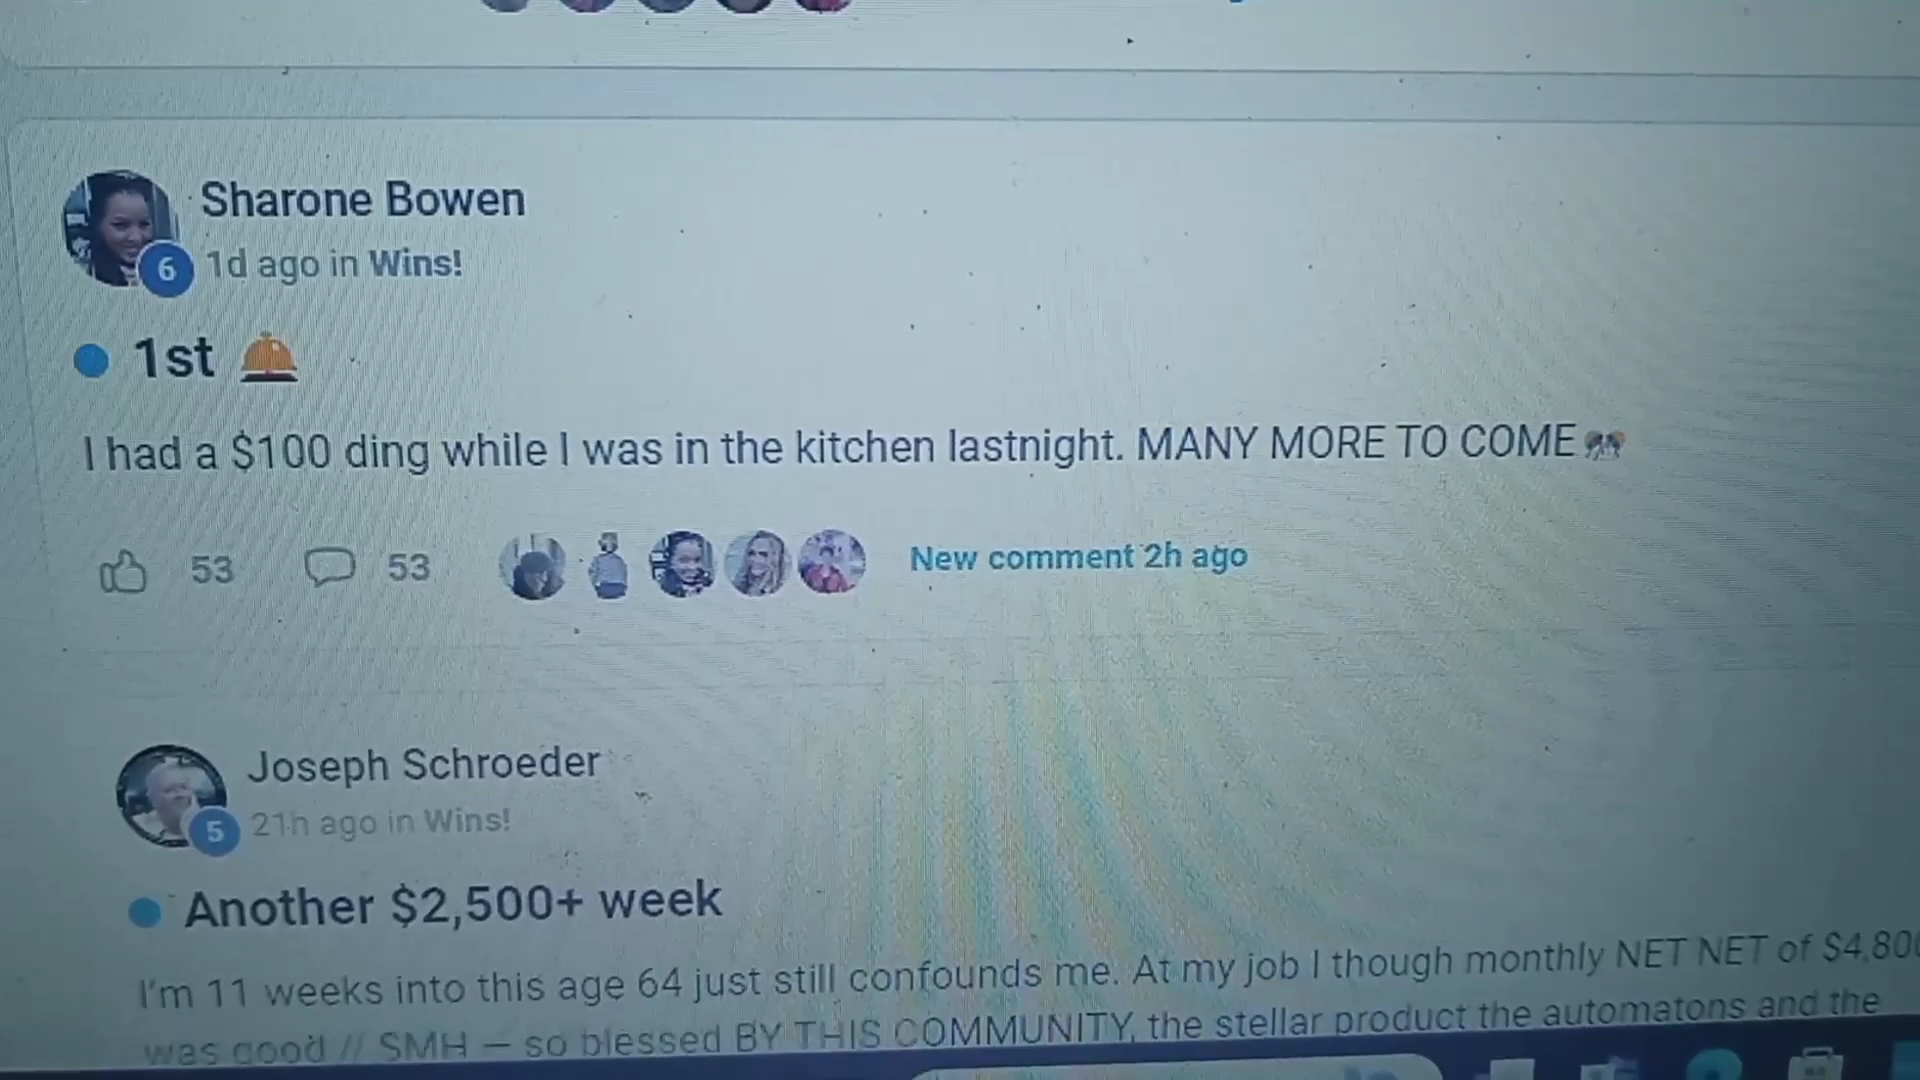 Sharone Bowen
6
1d ago in Wins!
1st
I had a $100 ding while I was in the kitchen lastnight. MANY MORE TO COME
53 53 New comment 2h ago
Joseph Schroeder
5
21h ago in Wins!
Another $2,500+ week
I'm 11 weeks into this age 64 just still confounds me. At my job I though monthly NET NET of $4,80
was good // SMH — so blessed BY THIS COMMUNITY, the stellar product the automatons and the